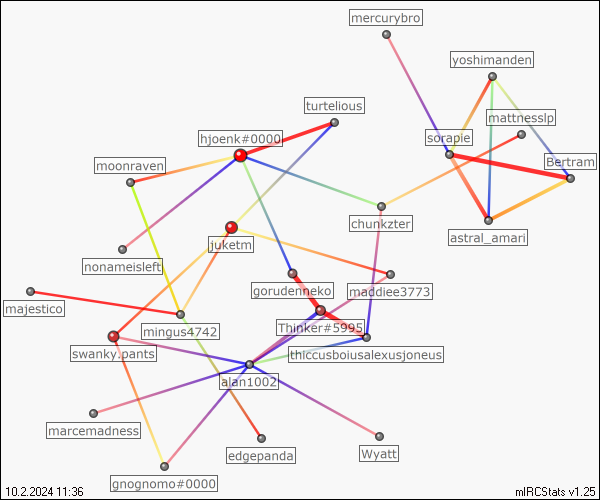 mercurybro
yoshimanden
turtelious
mattnesslp
hjoenk#0000
sorapie
moonraven
Bertram
chunkzter
juketm
astral_amari
nonameisleft
gorudenneko
maddiee3773
majestico
mingus4742
Thinker#5995
swanky.pants
thiccusboiusalexusjoneus
alan1002
marcemadness
edgepanda
Wyatt
gnognomo#0000
10.2.2024 11:36
mIRCStats v1.25